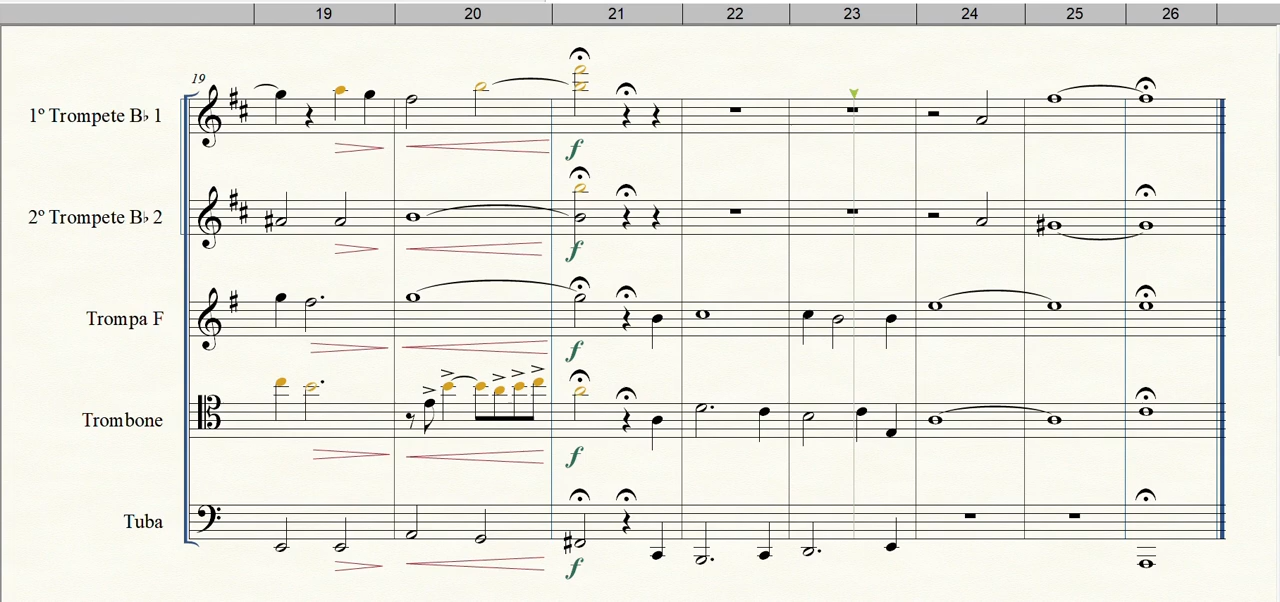 19 20 21 22 23 24 25 26
19
1º Trompete B♭ 1
f
2º Trompete B♭ 2
f
Trompa F
f
Trombone
f
Tuba
f